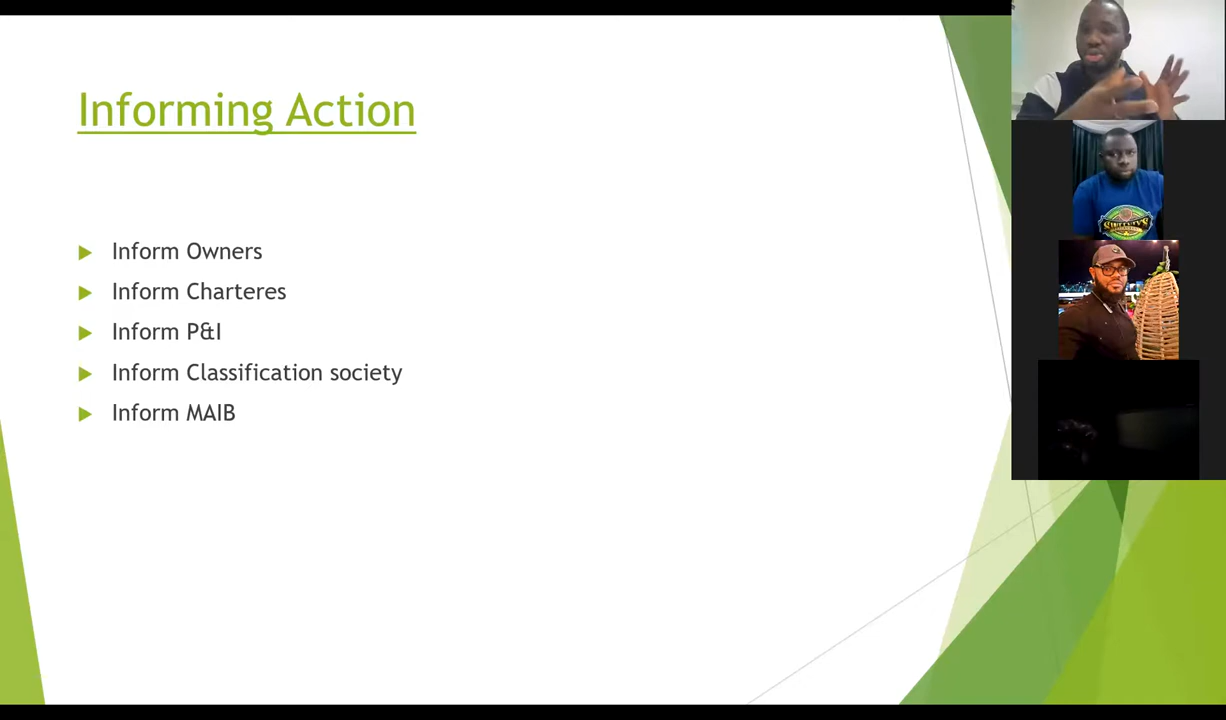 Informing Action
Inform Owners
Inform Charteres
Inform P&I
Inform Classification society
Inform MAIB